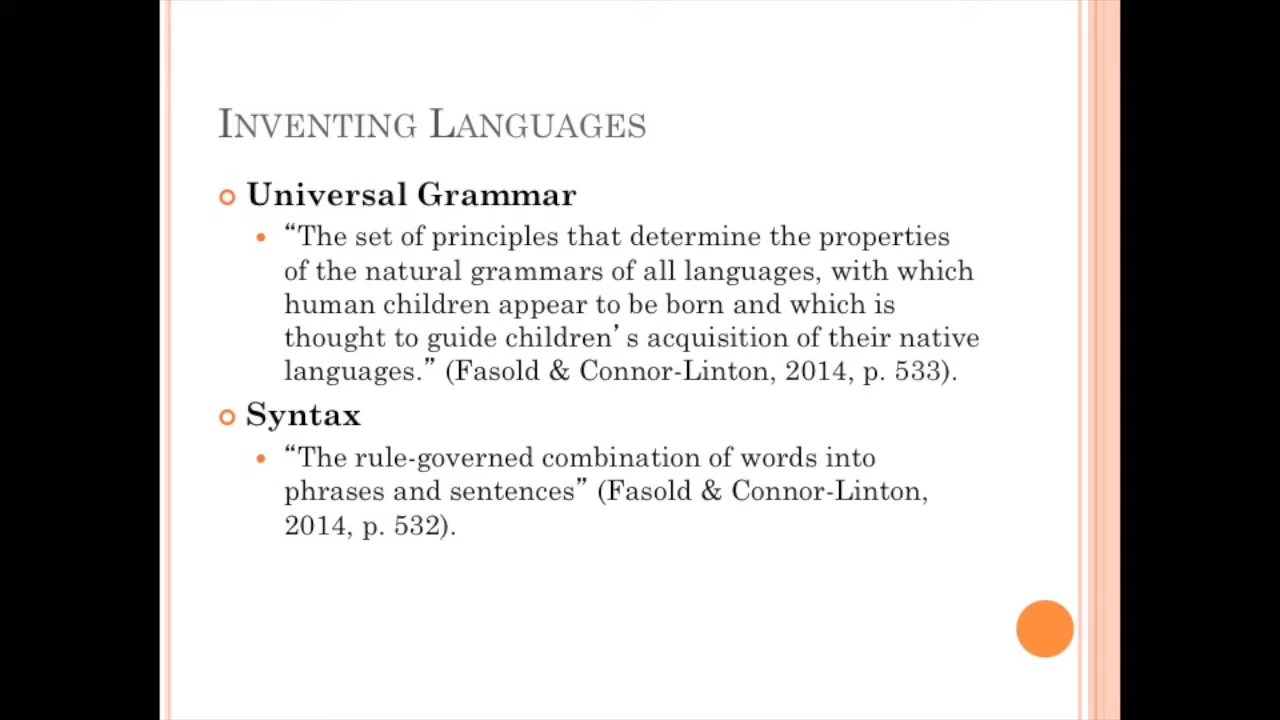 INVENTING LANGUAGES
Universal Grammar
“The set of principles that determine the properties
of the natural grammars of all languages, with which
human children appear to be born and which is
thought to guide children’s acquisition of their native
languages.” (Fasold & Connor-Linton, 2014, p. 533).
Syntax
“The rule-governed combination of words into
phrases and sentences” (Fasold & Connor-Linton,
2014, p. 532).